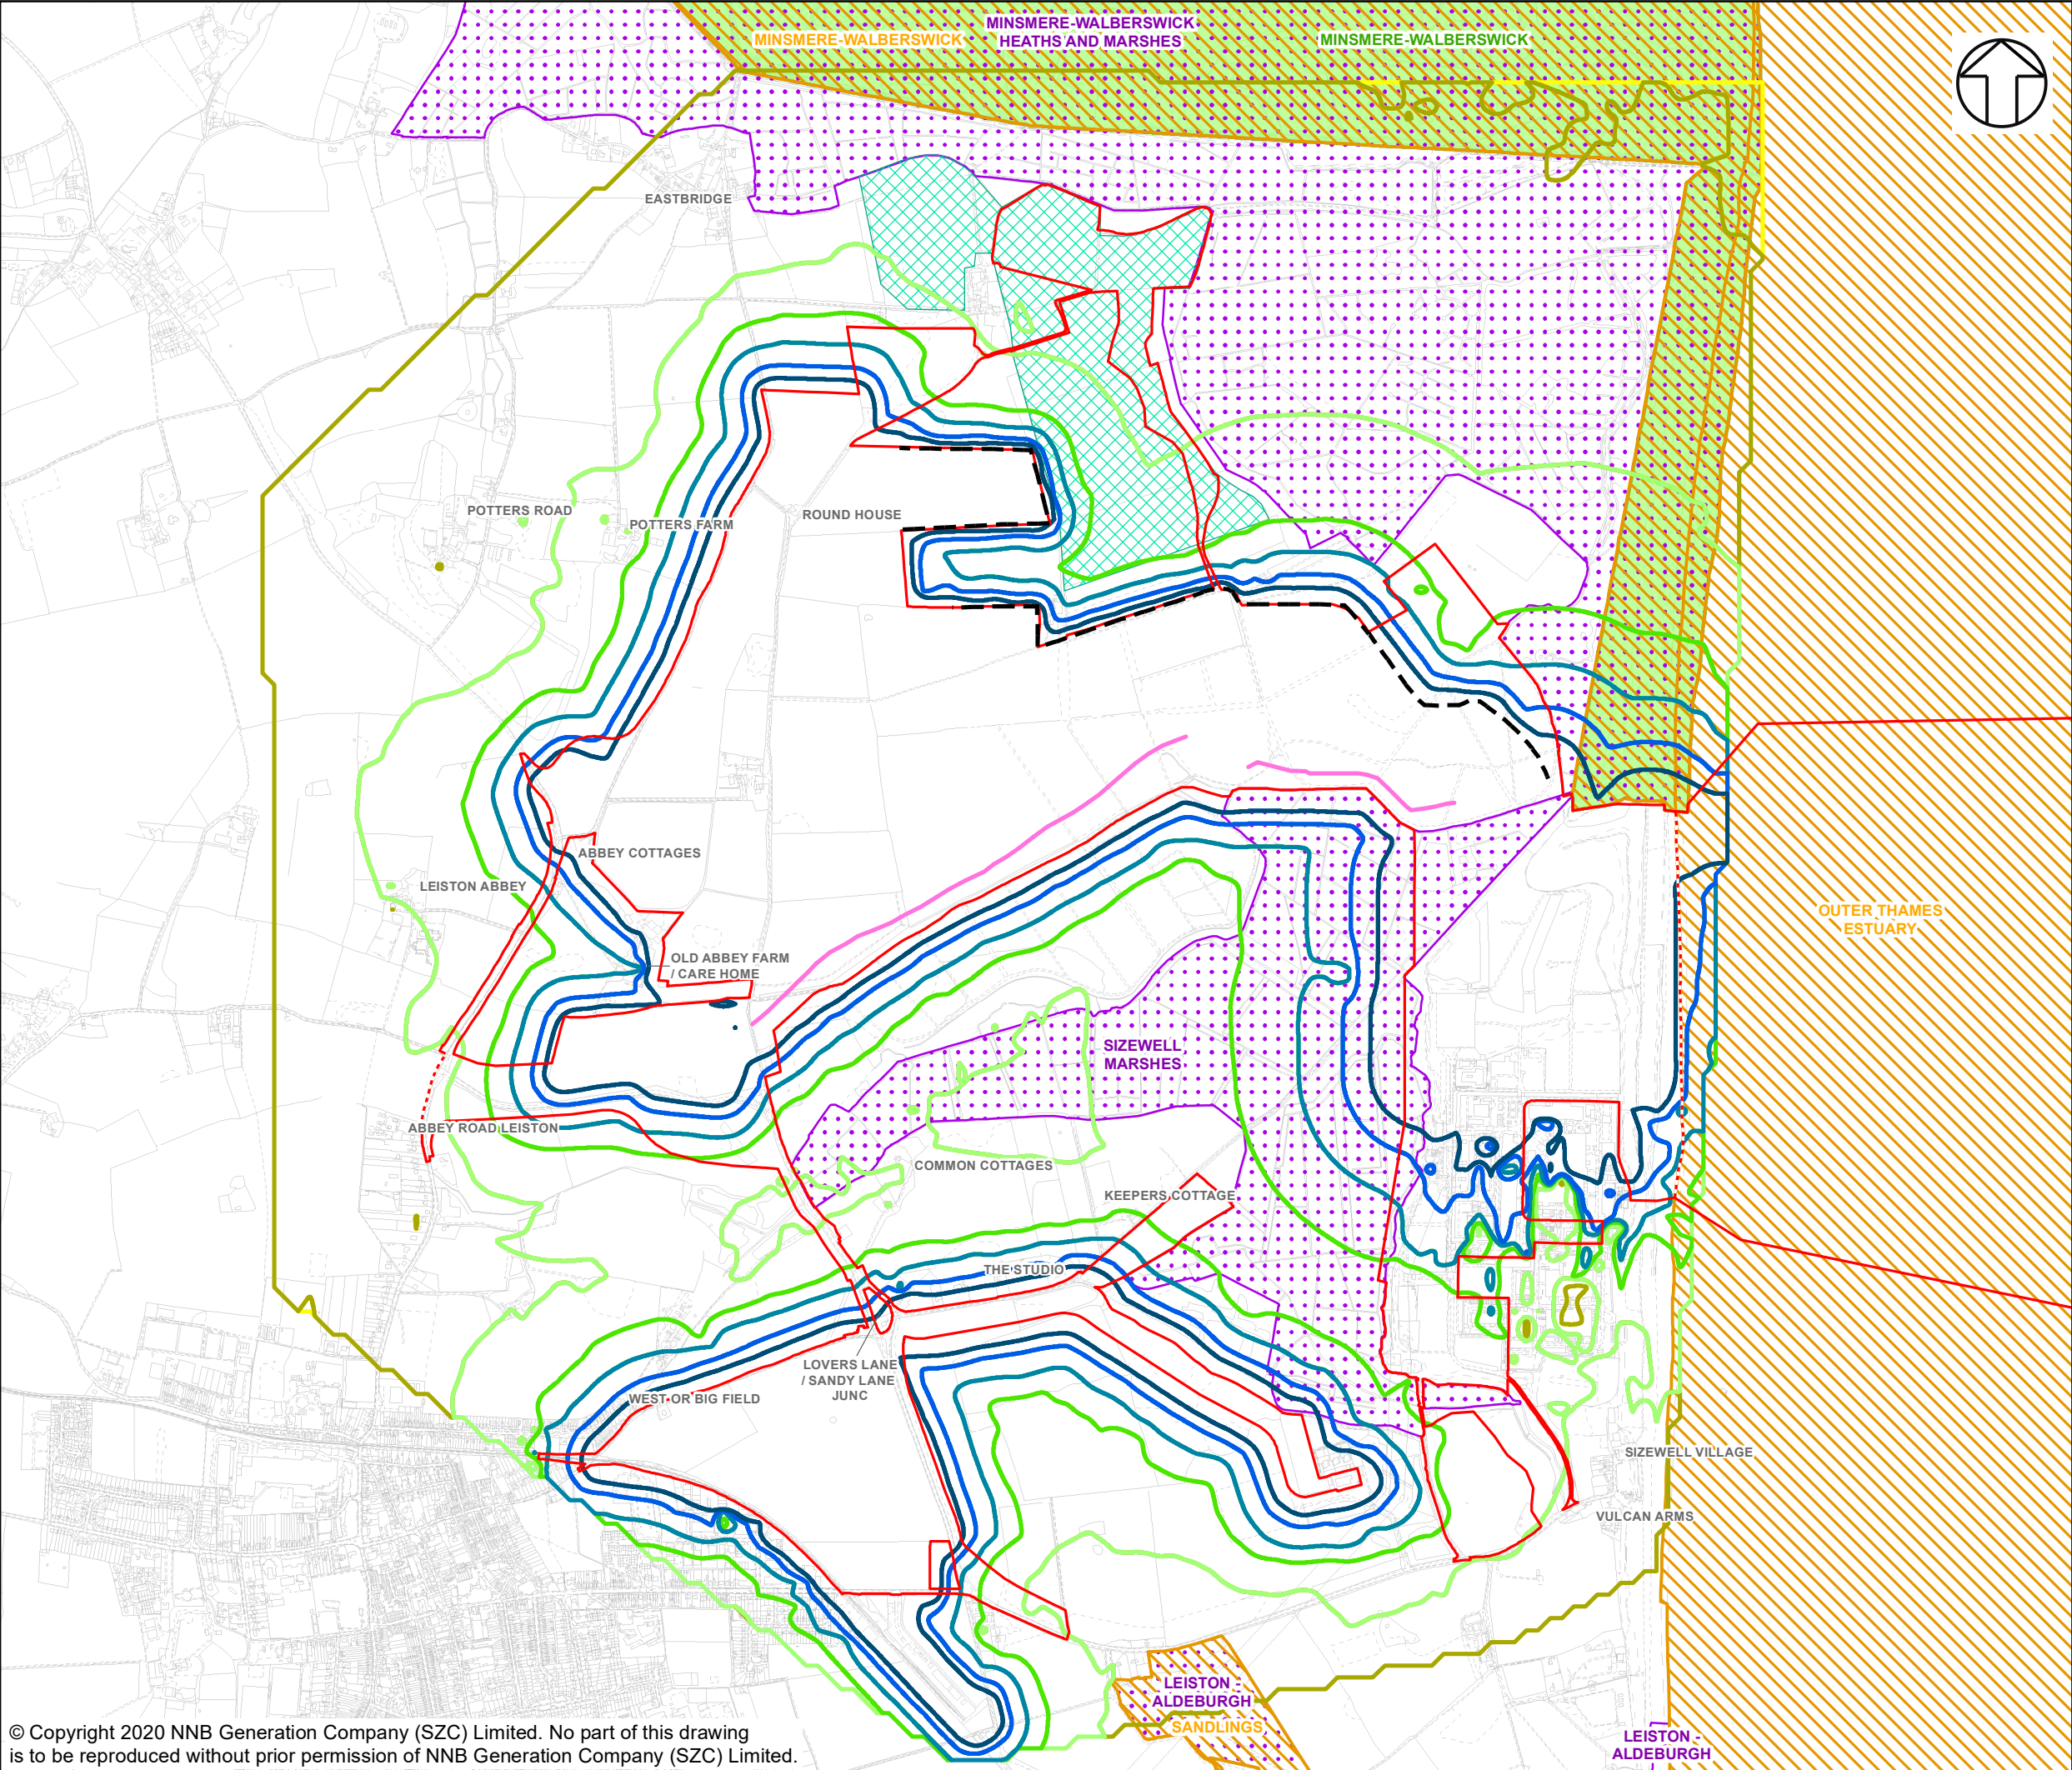 MINSMERE-WALBERSWICK
MINSMERE-WALBERSWICK
HEATHS AND MARSHES
MINSMERE-WALBERSWICK
EASTBRIDGE
POTTERS ROAD
POTTERS FARM
ROUND HOUSE
ABBEY COTTAGES
LEISTON ABBEY
OUTER THAMES
ESTUARY
OLD ABBEY FARM
/ CARE HOME
SIZEWELL
MARSHES
ABBEY ROAD LEISTON
COMMON COTTAGES
KEEPERS COTTAGE
THE STUDIO
LOVERS LANE
/ SANDY LANE
JUNC
WEST OR BIG FIELD
SIZEWELL VILLAGE
VULCAN ARMS
LEISTON -
ALDEBURGH
SANDLINGS
LEISTON -
ALDEBURGH
© Copyright 2020 NNB Generation Company (SZC) Limited. No part of this drawing
is to be reproduced without prior permission of NNB Generation Company (SZC) Limited.